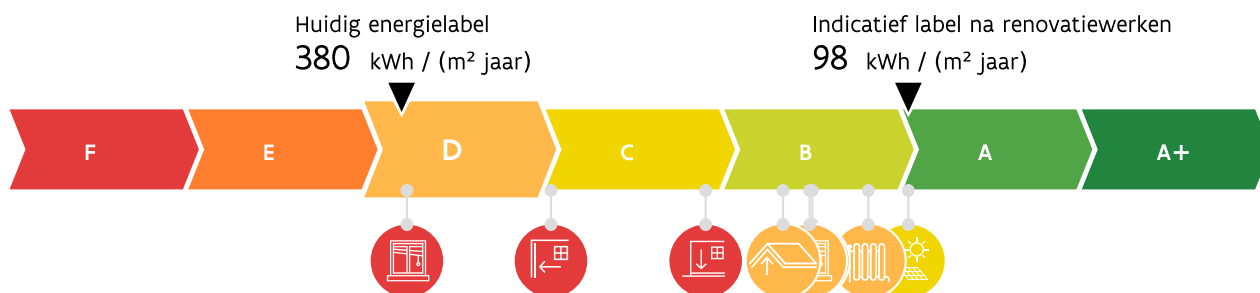 Huidig energielabel
380 kWh / (m² jaar)
Indicatief label na renovatiewerken
98 kWh / (m² jaar)
F E D C B A A+